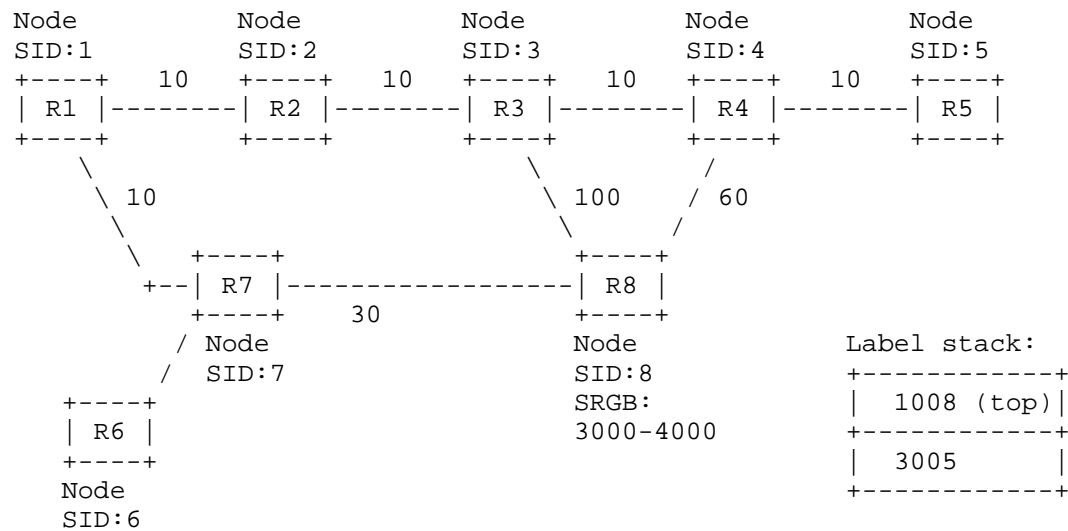 Node Node Node Node Node
SID:1 SID:2 SID:3 SID:4 SID:5
10 10 10 10
R1 R2 R3 R4 R5
10 100 60
R7 R8
30
Node Node Label stack:
SID:7 SID:8
SRGB:
1008 (top)
R6 3000-4000
3005
Node
SID:6